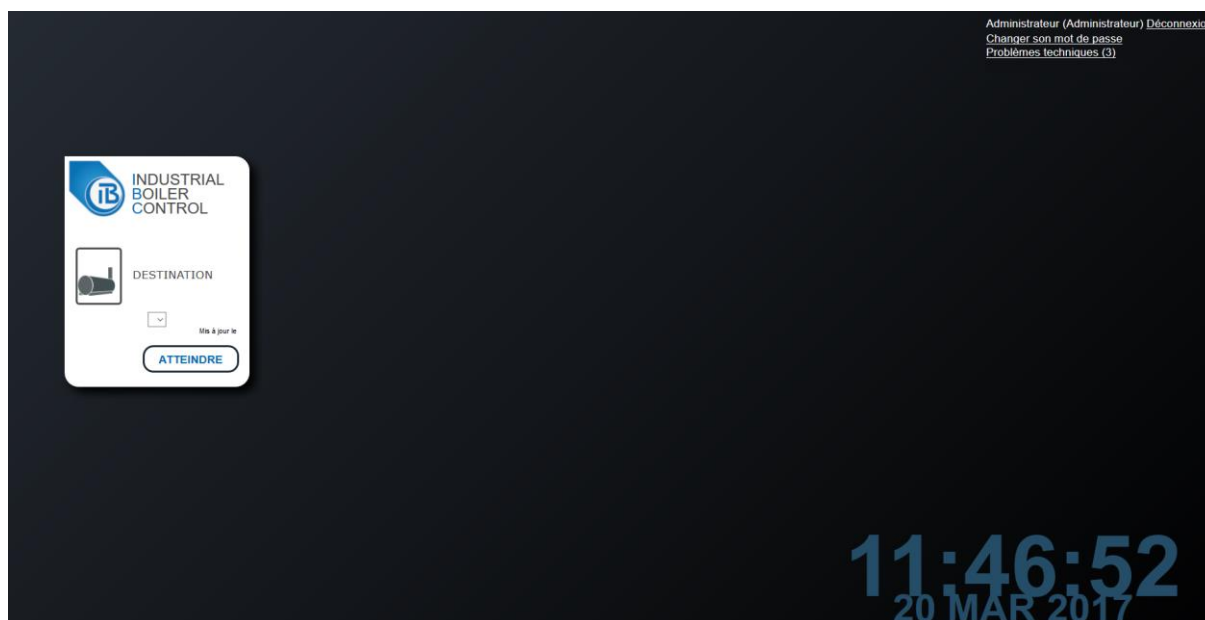 Administrateur (Administrateur) Déconnexio
Changer son mot de passe
Problèmes techniques (3)
iB
INDUSTRIAL
BOILER
CONTROL
DESTINATION
Mis à jour le
ATTEINDRE
11:46:52
20 MAR 2017